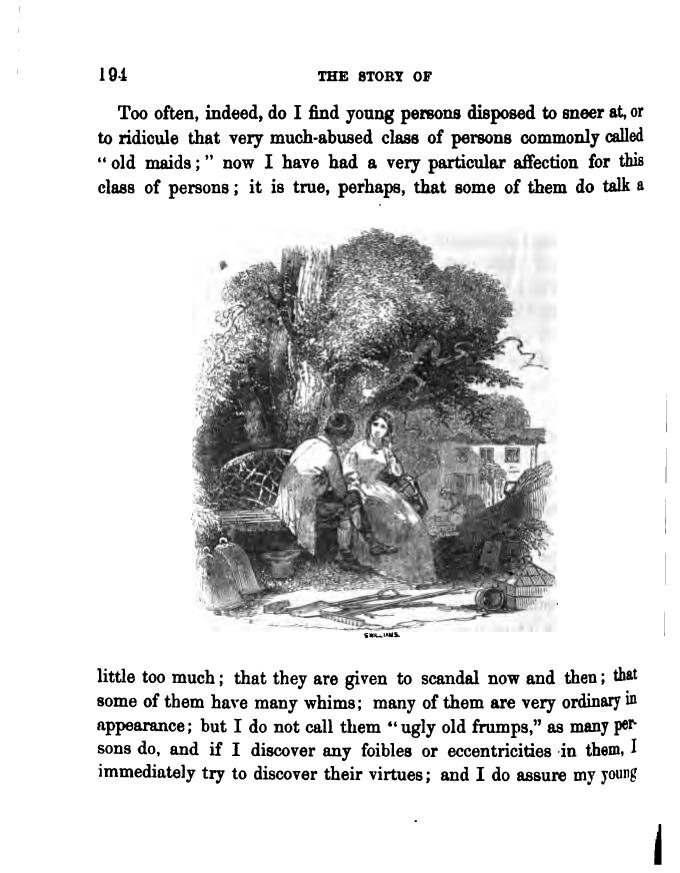 194
THE STORY OF
Too often, indeed, do I find young persons disposed to sneer at, or
to ridicule that very much-abused class of persons commonly called
“ old maids ; ” now I have had a very particular affection for this
class of persons ; it is true, perhaps, that some of them do talk a
S WILLIAMS.
little too much ; that they are given to scandal now and then ; that
some of them have many whims ; many of them are very ordinary in
appearance ; but I do not call them “ ugly old frumps,” as many per-
sons do, and if I discover any foibles or eccentricities in them, I
immediately try to discover their virtues ; and I do assure my young